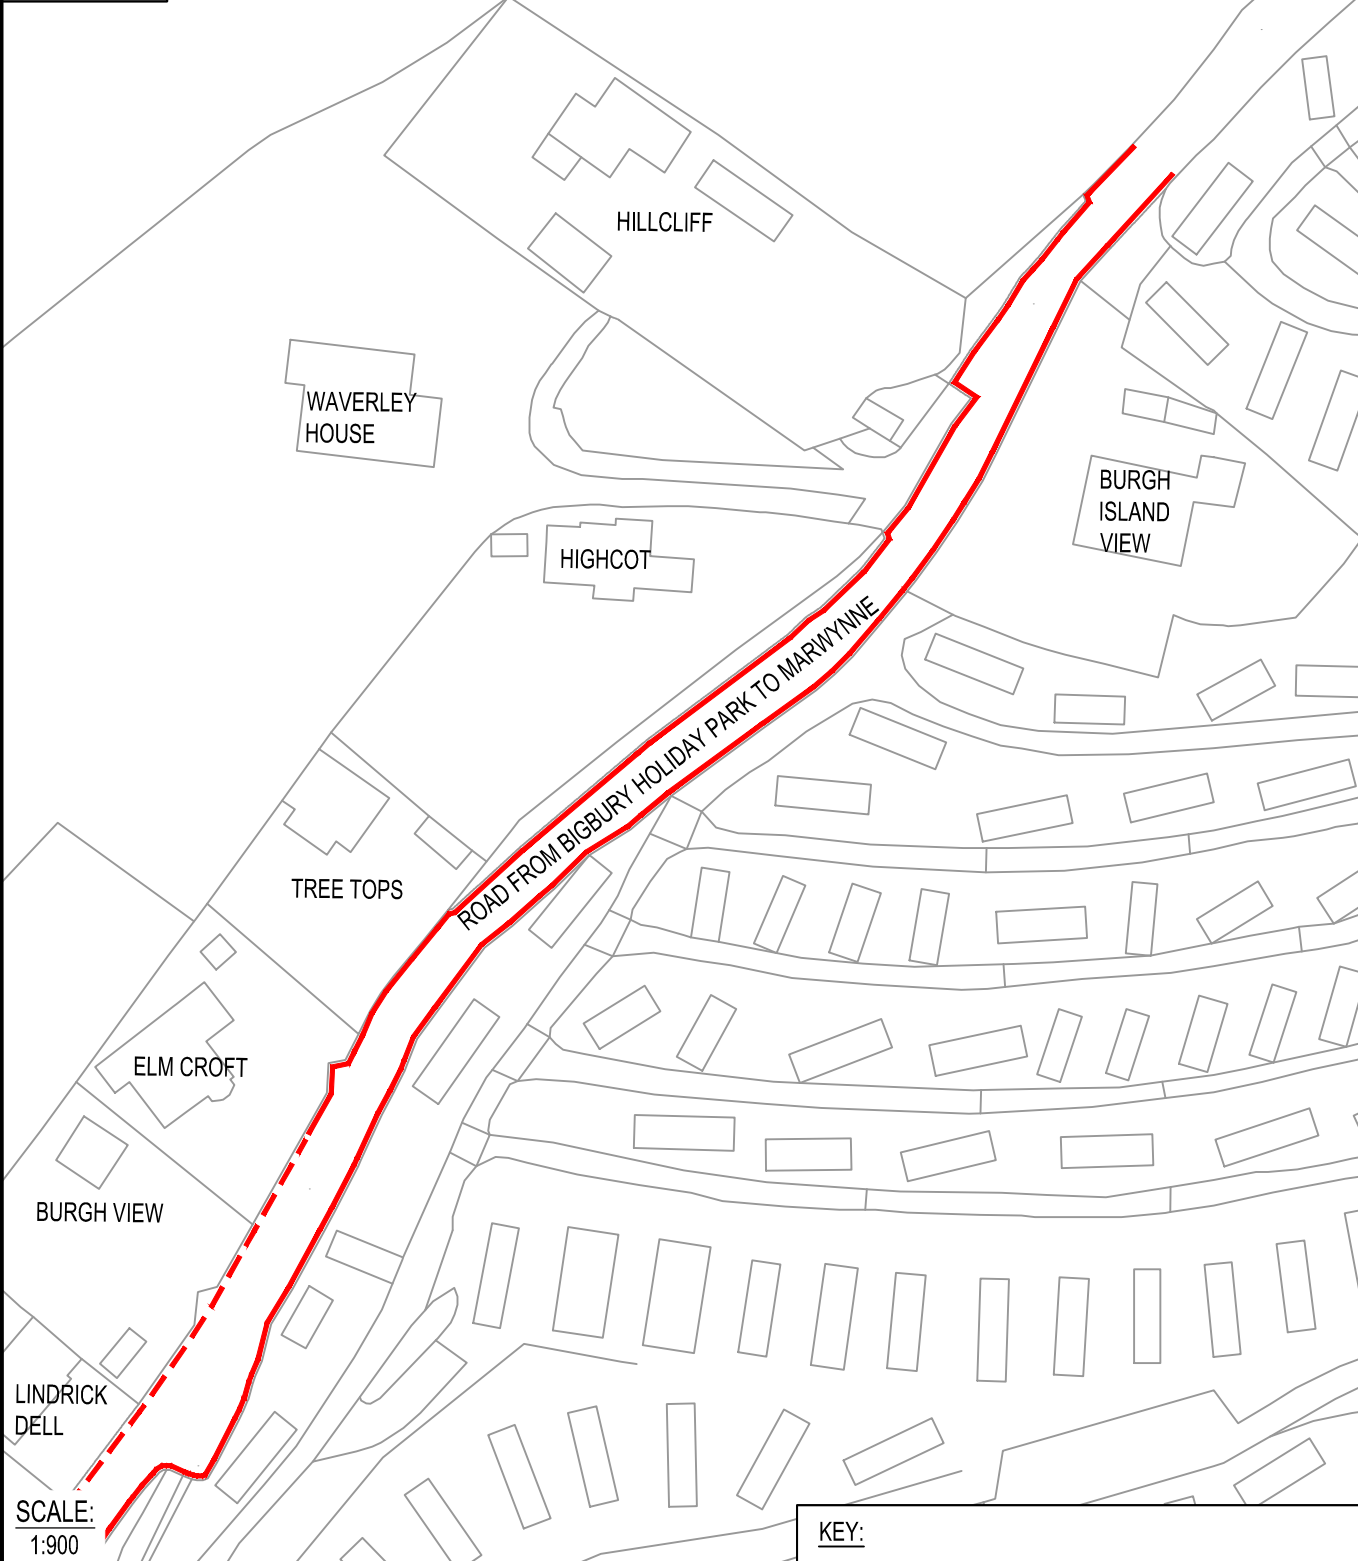 HILLCLIFF
WAVERLEY
HOUSE
BURGH
ISLAND
VIEW
HIGHCOT
ROAD FROM BIGBURY HOLIDAY PARK TO MARWYNNE
TREE TOPS
ELM CROFT
BURGH VIEW
LINDRICK
DELL
SCALE:
1:900
KEY: